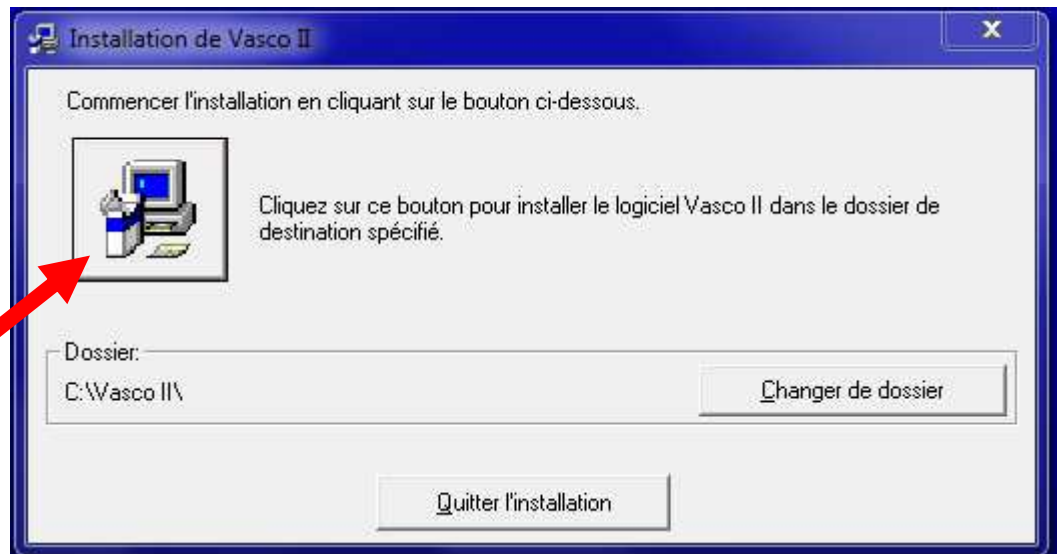 Installation de Vasco II
X
Commencer l'installation en cliquant sur le bouton ci-dessous.
Cliquez sur ce bouton pour installer le logiciel Vasco II dans le dossier de
destination spécifié.
Dossier:
C:\Vasco II\
Changer de dossier
Quitter l'installation